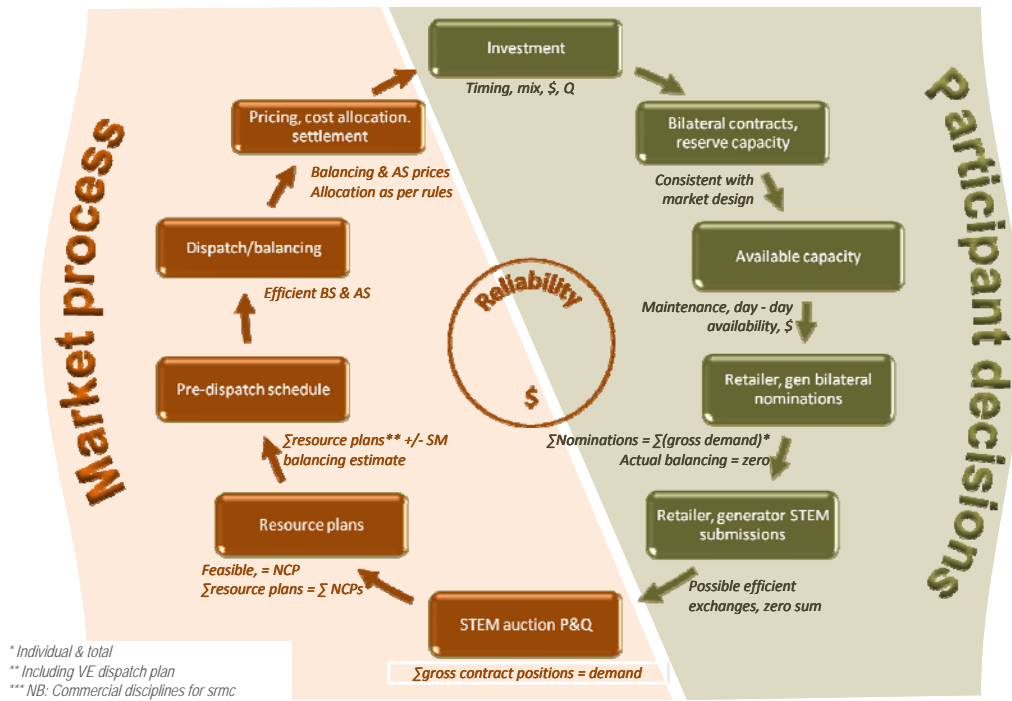 Market process
Participant decisions
Investment
Timing, mix, $, Q
Bilateral contracts,
reserve capacity
Consistent with
market design
Available capacity
Maintenance, day - day
availability, $
Retailer, gen bilateral
nominations
∑Nominations = ∑(gross demand)*
Actual balancing = zero
Retailer, generator STEM
submissions
Possible efficient
exchanges, zero sum
STEM auction P&Q
∑gross contract positions = demand
Resource plans
Feasible, = NCP
∑resource plans = ∑ NCPs
Pre-dispatch schedule
∑resource plans** +/- SM
balancing estimate
Dispatch/balancing
Efficient BS & AS
Pricing, cost allocation.
settlement
Balancing & AS prices
Allocation as per rules
Reliability
$
* Individual & total
** Including VE dispatch plan
*** NB: Commercial disciplines for srmc